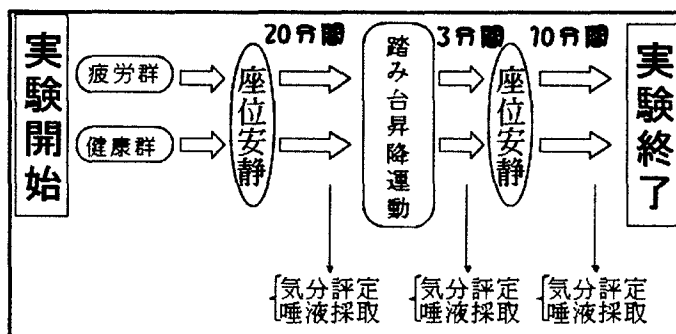 実験開始
疲労群
健康群
座位安静
20分間
踏み台昇降運動
3分間
座位安静
10分間
実験終了
気分評定
唾液採取
気分評定
唾液採取
気分評定
唾液採取